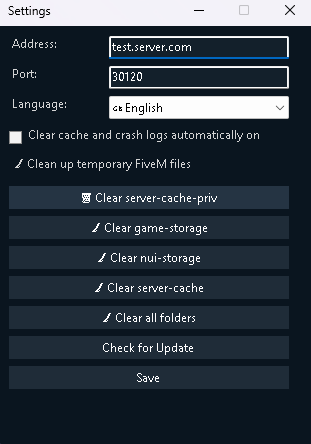 Settings
Address:
test.server.com
Port:
30120
Language:
GB English
Clear cache and crash logs automatically on
Clean up temporary FiveM files
Clear server-cache-priv
Clear game-storage
Clear nui-storage
Clear server-cache
Clear all folders
Check for Update
Save